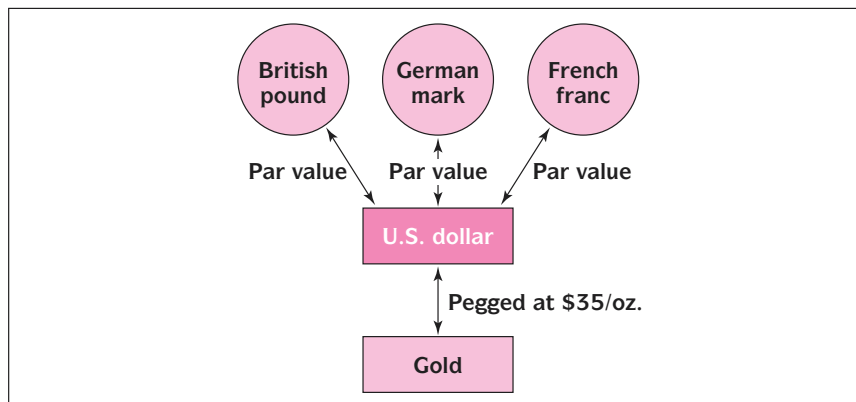 British
pound
German
mark
French
franc
Par value
Par value
Par value
U.S. dollar
Pegged at $35/oz.
Gold